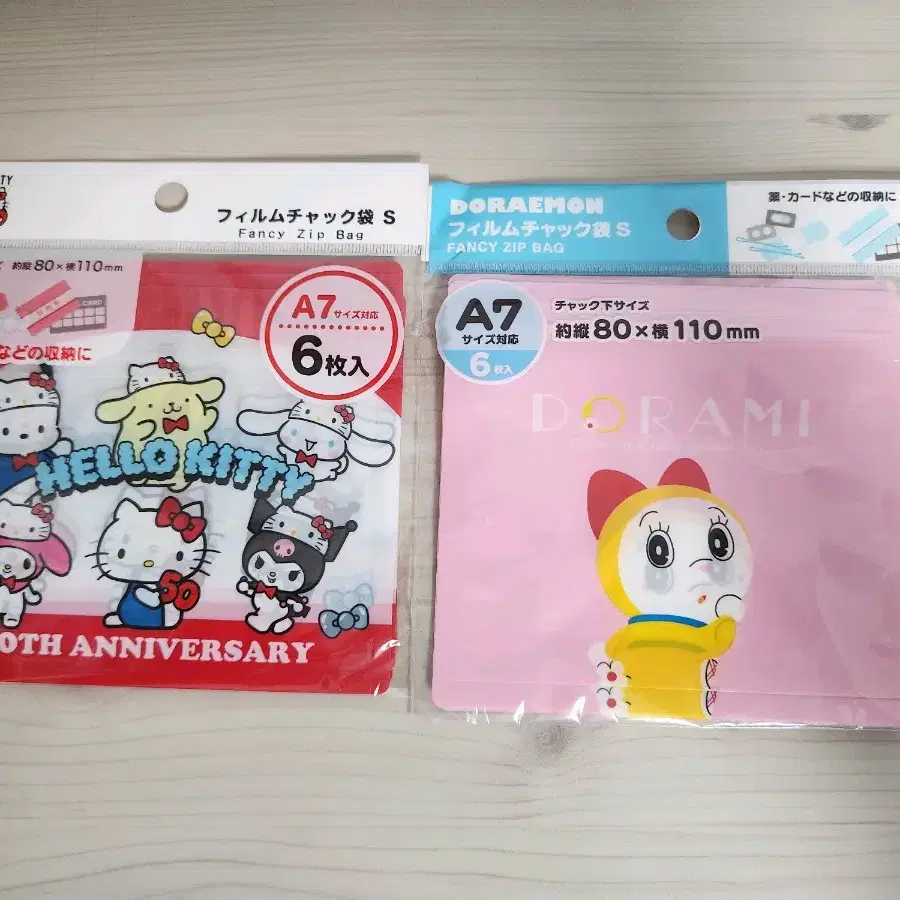 TY
フィルムチャック袋 S
Fancy Zip Bag
約縦80×横110mm
CARD
などの収納に
A7サイズ対応
6枚入
HELLO KITTY
50
0TH ANNIVERSARY
DORAEMON
フィルムチャック袋 S
FANCY ZIP BAG
薬・カードなどの収納に
A7
サイズ対応
6枚入
チャック下サイズ
約縦80×横110mm
DORAMI